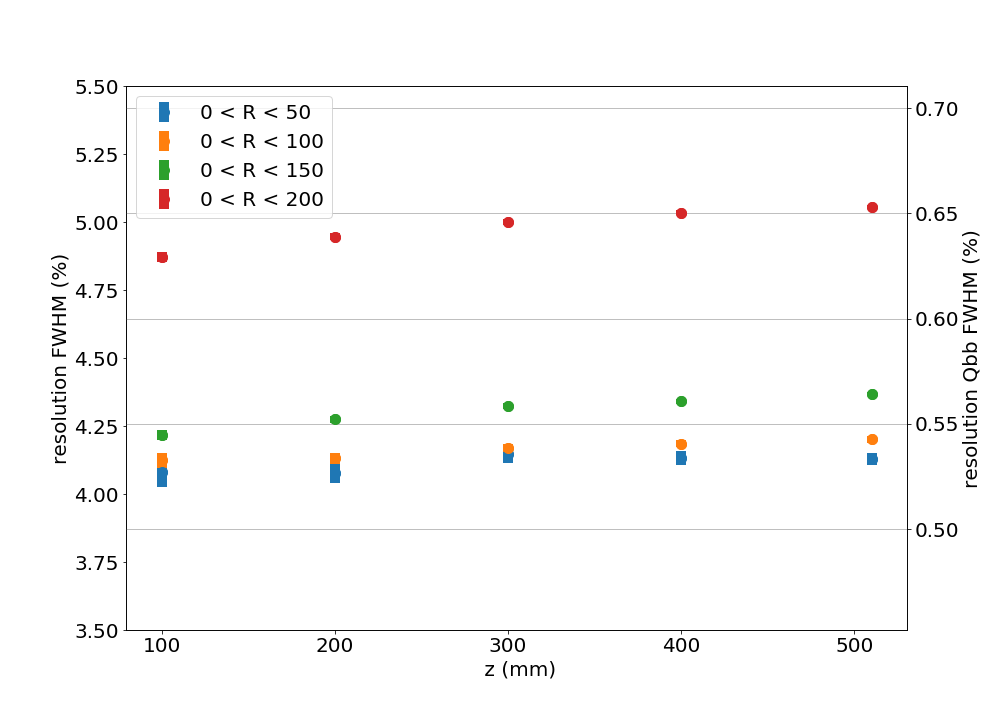 5.50
5.25
5.00
4.75
4.50
4.25
4.00
3.75
3.50
resolution FWHM (%)
0 < R < 50
0 < R < 100
0 < R < 150
0 < R < 200
0.70
0.65
0.60
0.55
0.50
resolution Qbb FWHM (%)
100 200 300 400 500
z (mm)